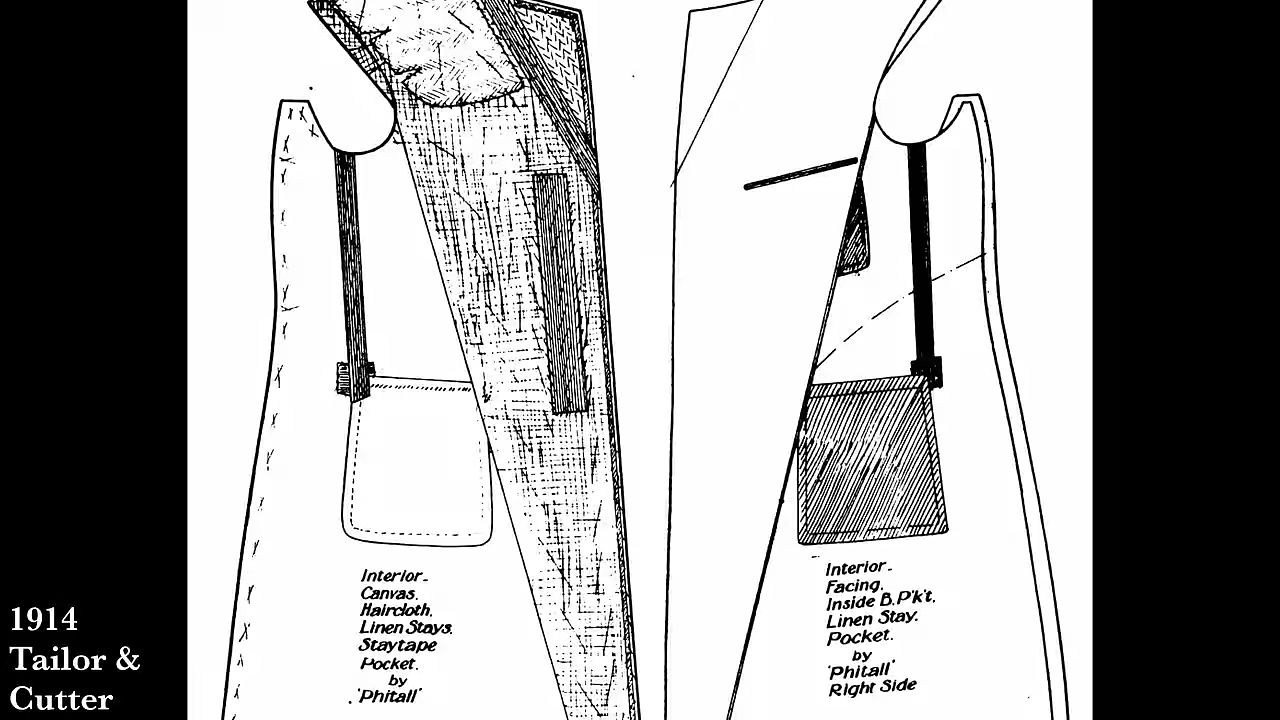 Interior-
Canvas.
Haircloth.
Linen Stays.
Staytape
Pocket.
by
'Phitall'
Interior-
Facing.
Inside B.P'k't.
Linen Stay.
Pocket.
by
'Phitall'
Right Side
1914
Tailor &
Cutter